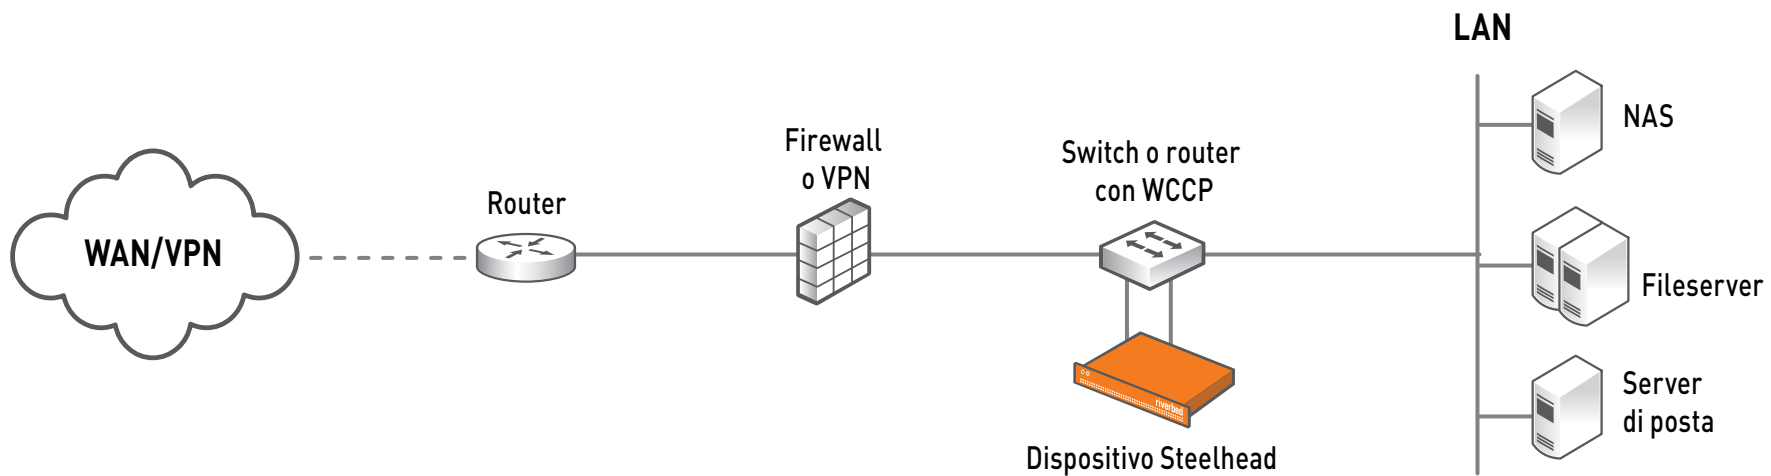 LAN
NAS
Firewall
o VPN
Switch o router
con WCCP
Router
WAN/VPN
Fileserver
riverbed
Server
di posta
Dispositivo Steelhead